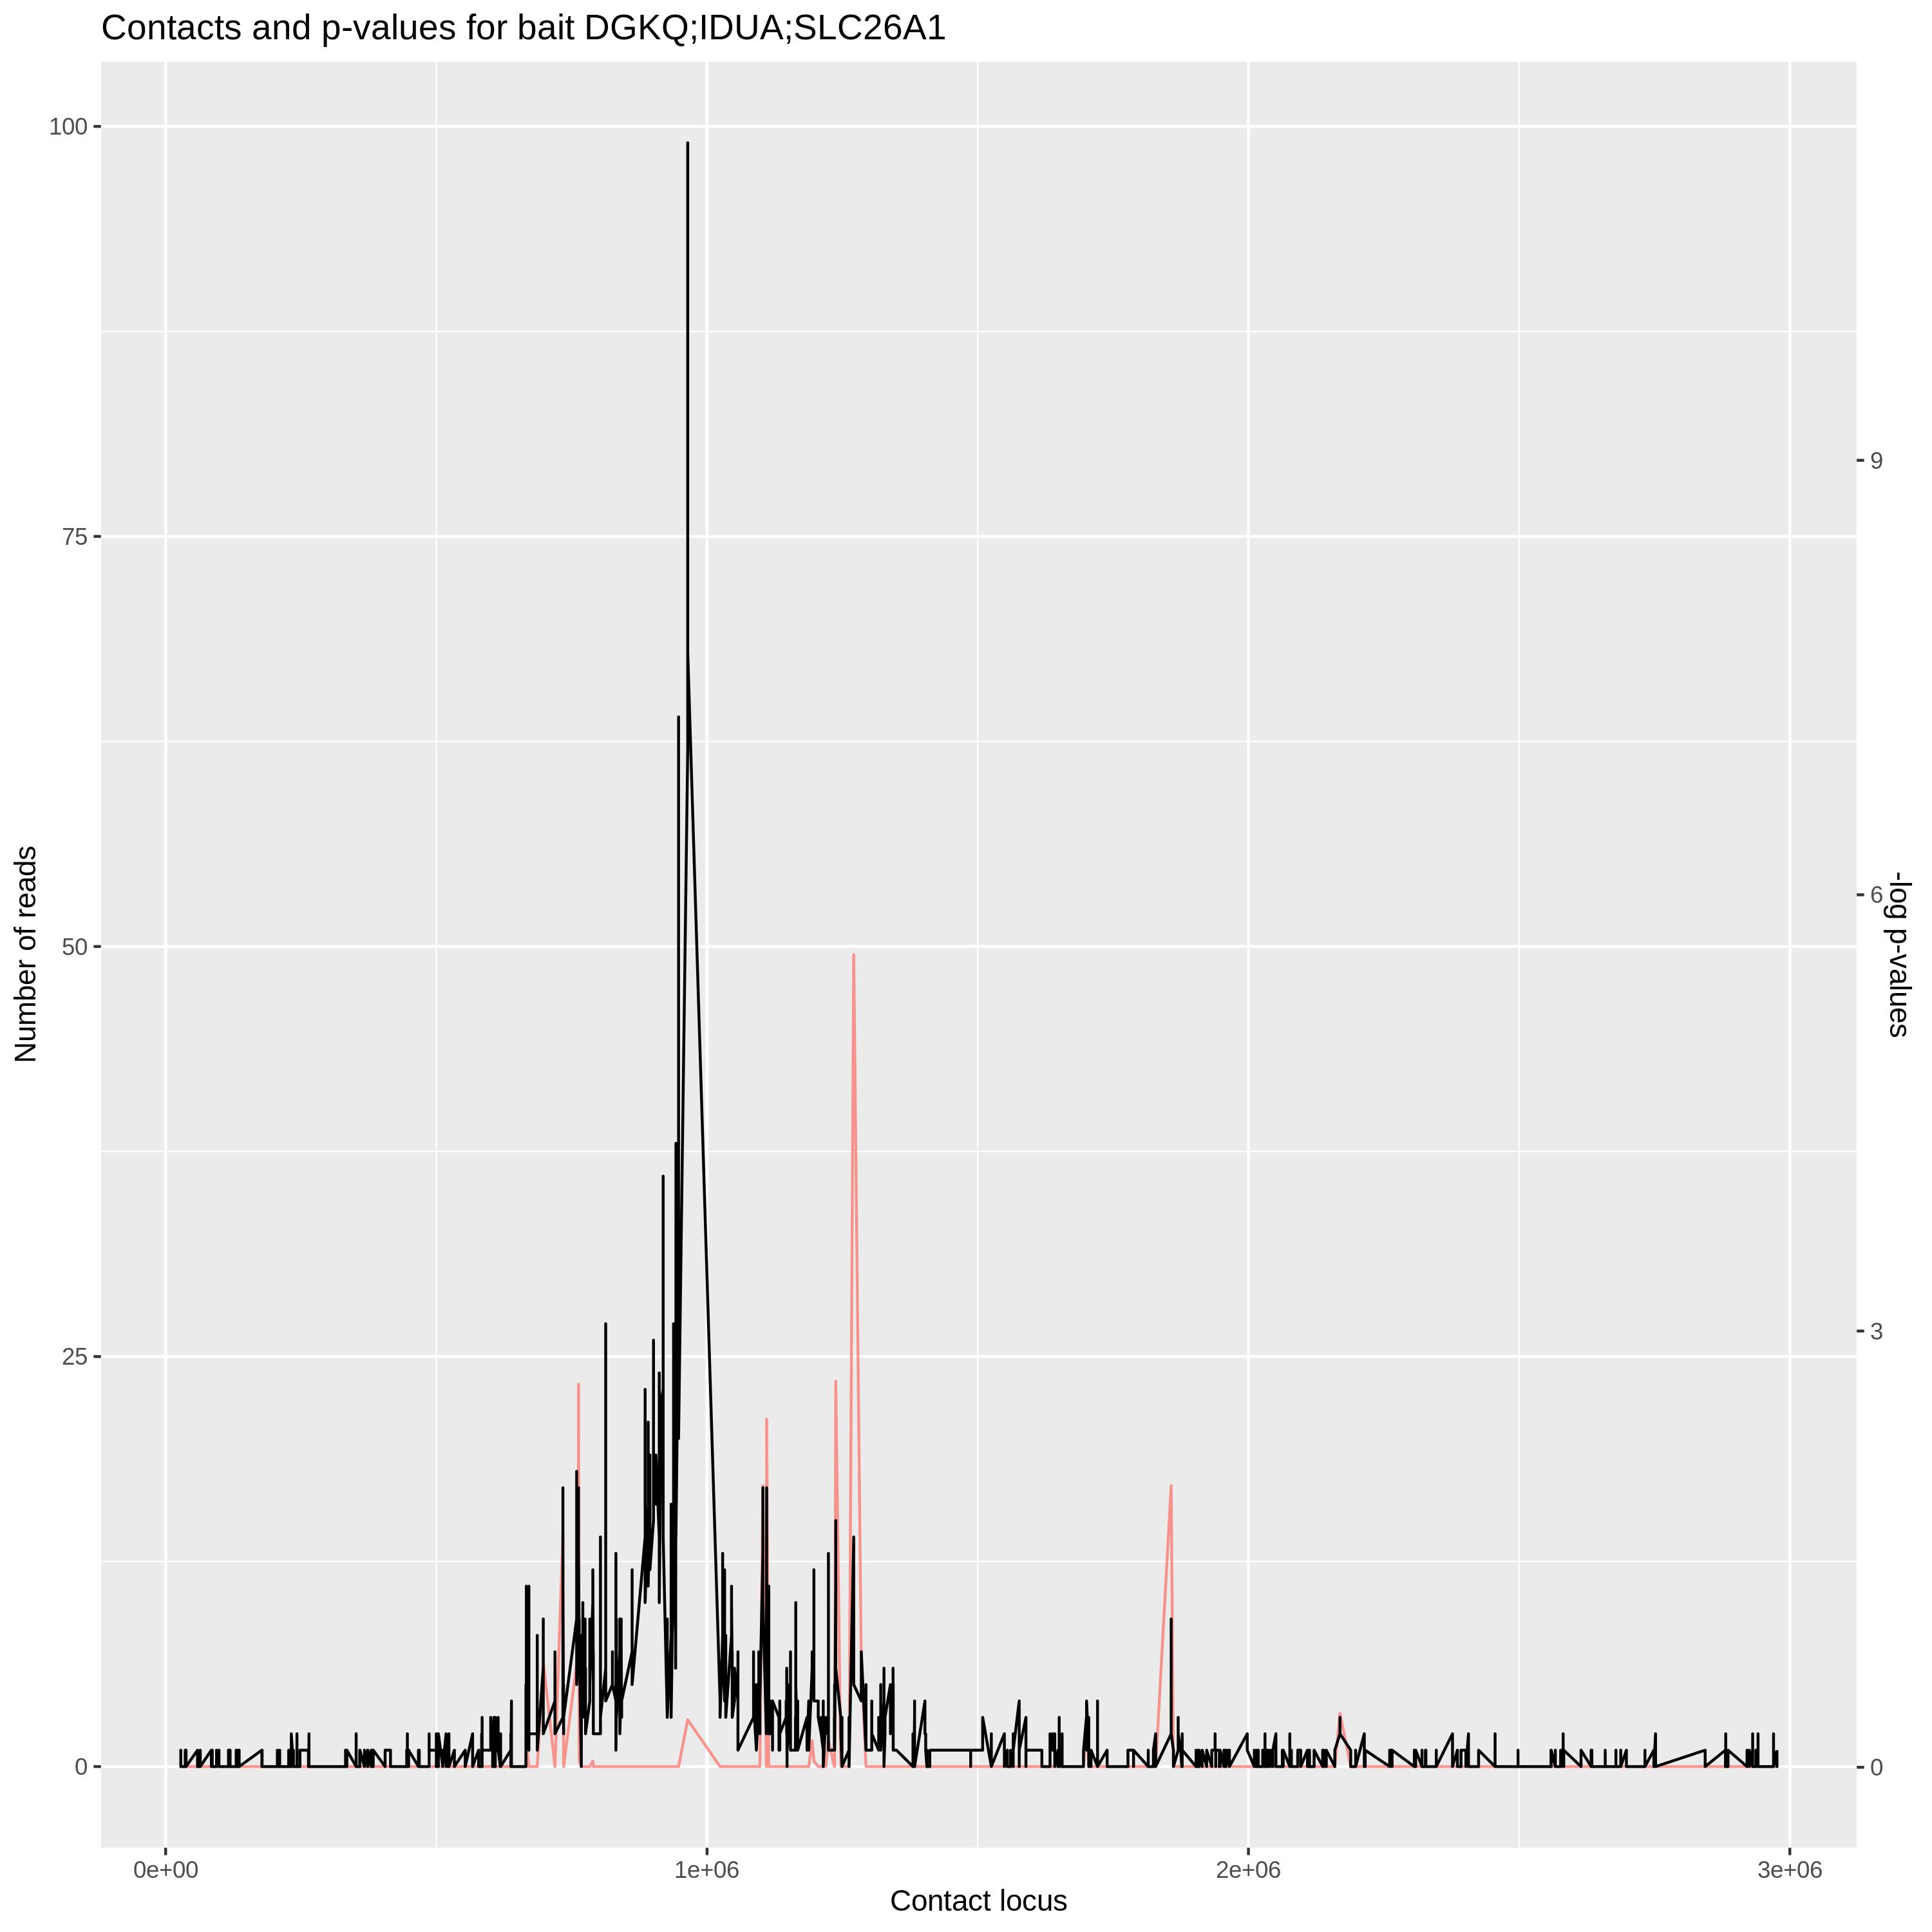 Contacts and p-values for bait DGKQ;IDUA;SLC26A1
100
75
50
25
0
Number of reads
9
6
3
0
-log p-values
0e+00
1e+06
2e+06
3e+06
Contact locus